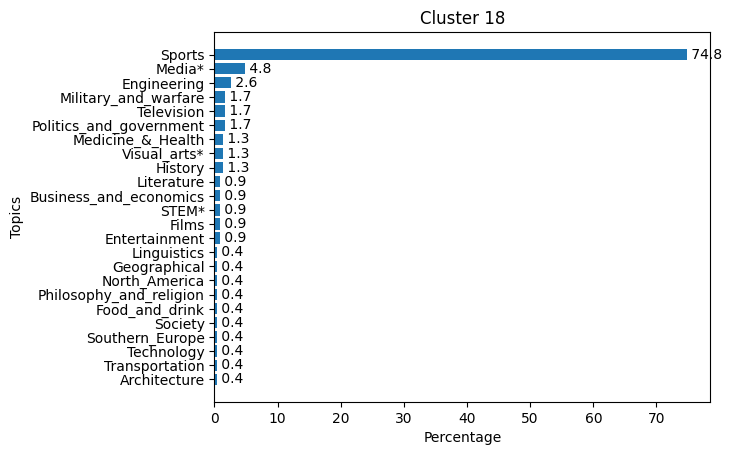 Cluster 18
Topics
Sports 74.8
Media* 4.8
Engineering 2.6
Military_and_warfare 1.7
Television 1.7
Politics_and_government 1.7
Medicine_&_Health 1.3
Visual_arts* 1.3
History 1.3
Literature 0.9
Business_and_economics 0.9
STEM* 0.9
Films 0.9
Entertainment 0.9
Linguistics 0.4
Geographical 0.4
North_America 0.4
Philosophy_and_religion 0.4
Food_and_drink 0.4
Society 0.4
Southern_Europe 0.4
Technology 0.4
Transportation 0.4
Architecture 0.4
0 10 20 30 40 50 60 70
Percentage